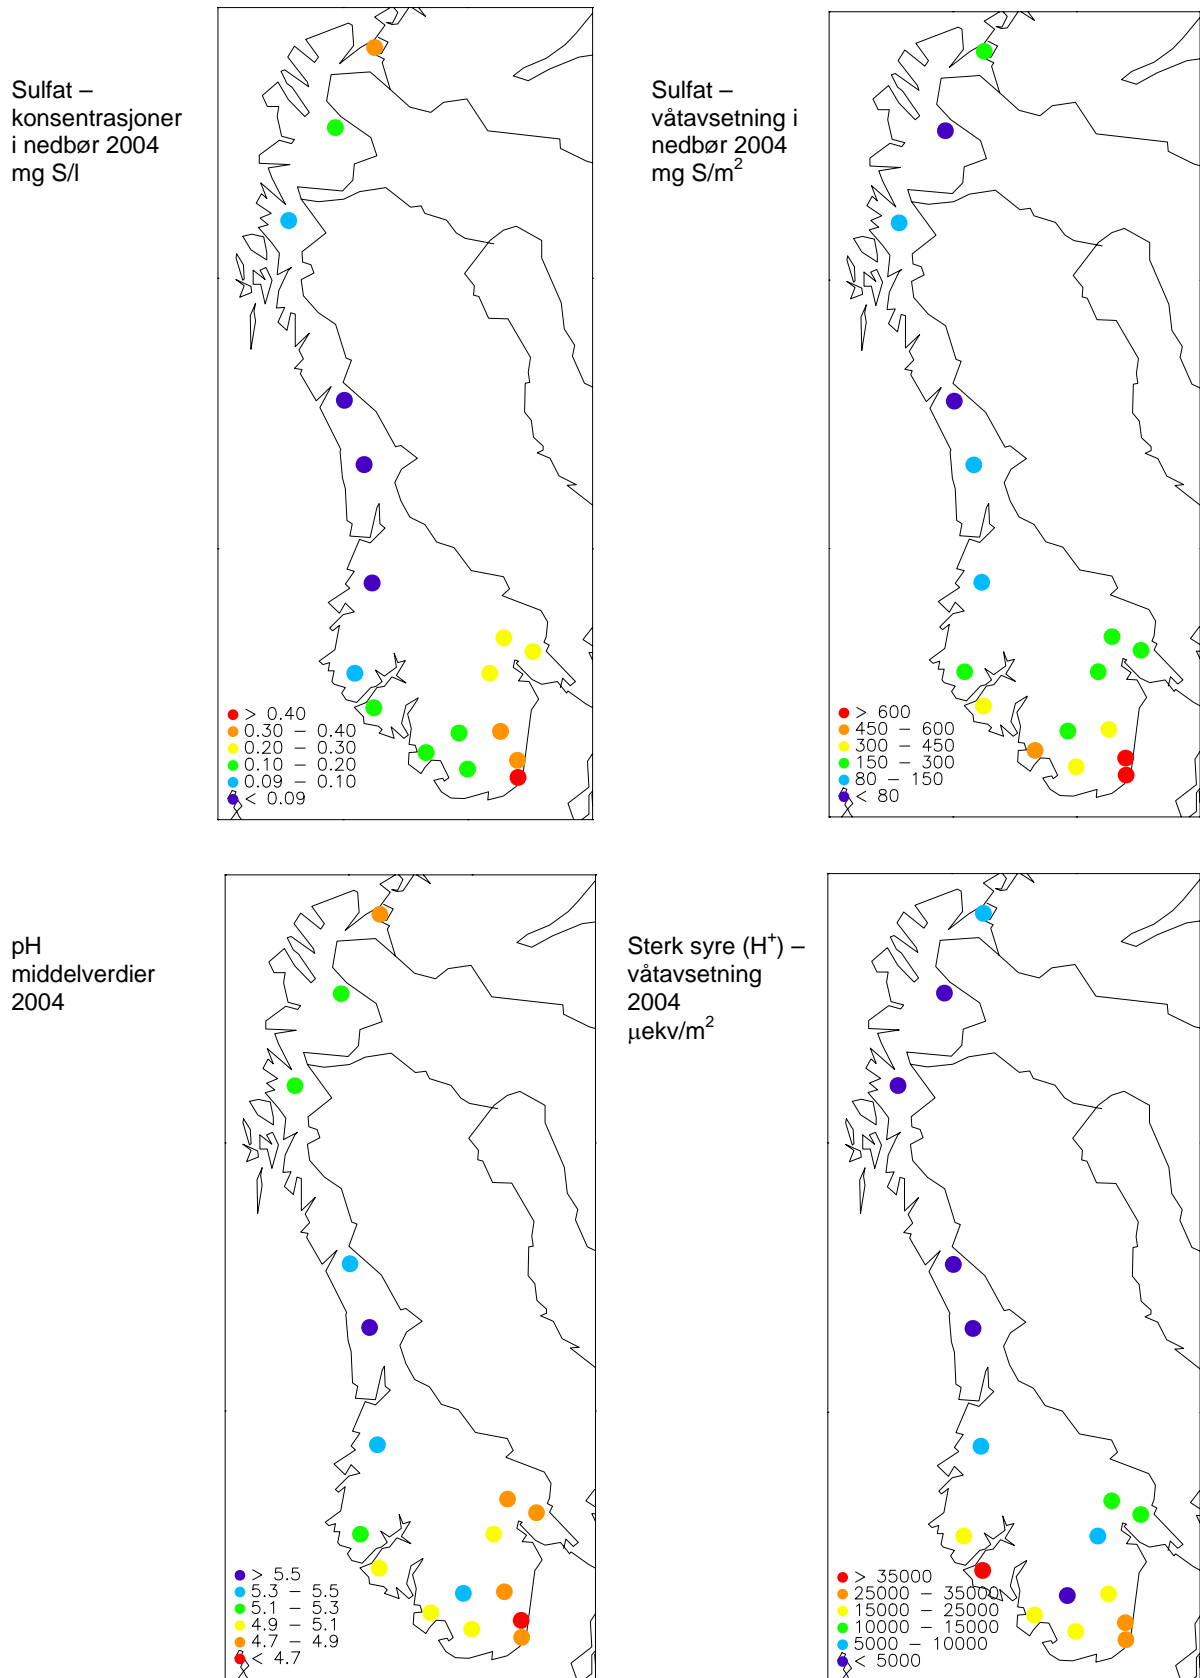 Sulfat –
konsentrasjoner
i nedbør 2004
mg S/l
> 0.40
0.30 – 0.40
0.20 – 0.30
0.10 – 0.20
0.09 – 0.10
< 0.09
Sulfat –
våtavsetning i
nedbør 2004
mg S/m²
> 600
450 – 600
300 – 450
150 – 300
80 – 150
< 80
pH
middelverdier
2004
> 5.5
5.3 – 5.5
5.1 – 5.3
4.9 – 5.1
4.7 – 4.9
< 4.7
Sterk syre (H⁺) –
våtavsetning
2004
µekv/m²
> 35000
25000 – 35000
15000 – 25000
10000 – 15000
5000 – 10000
< 5000